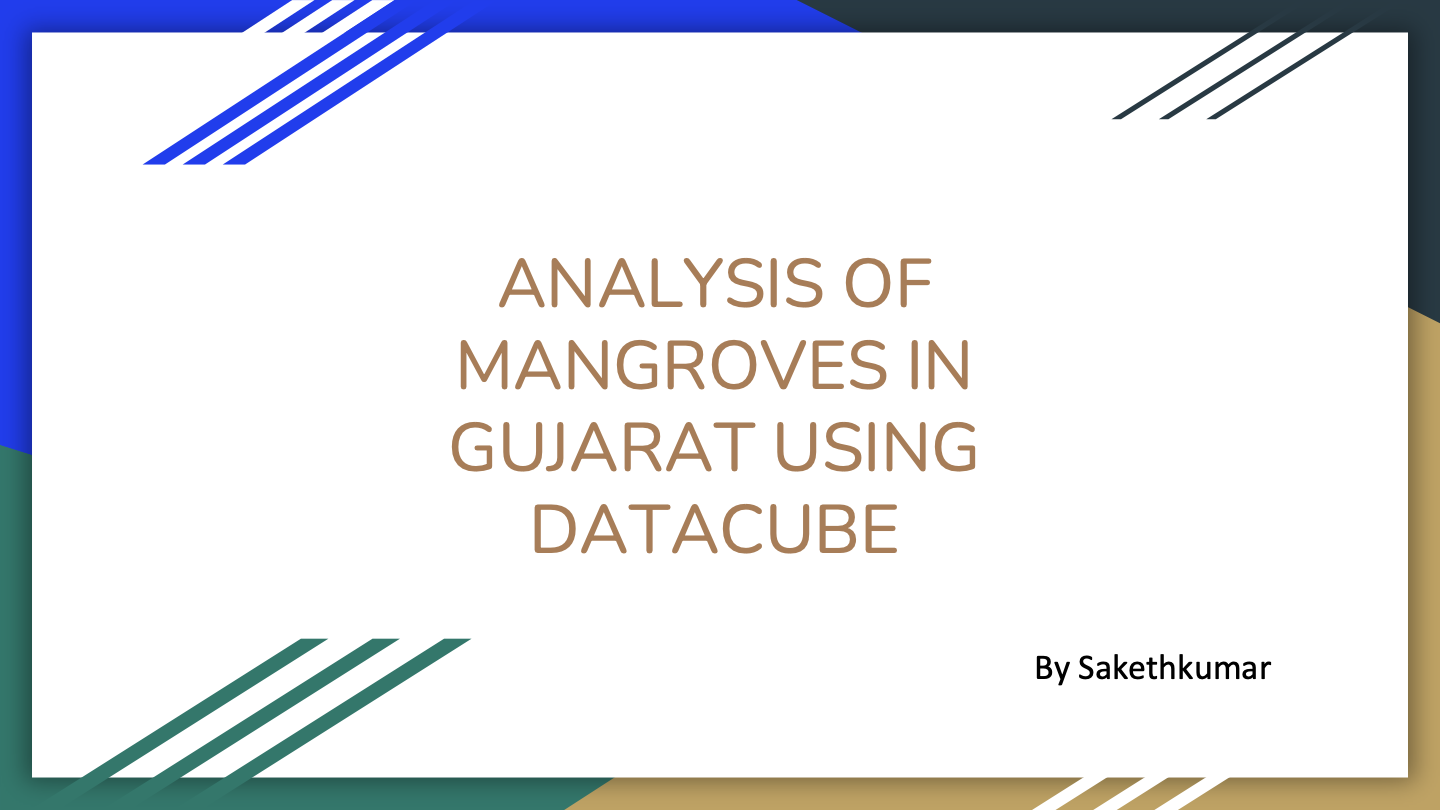 ANALYSIS OF
MANGROVES IN
GUJARAT USING
DATACUBE
By Sakethkumar